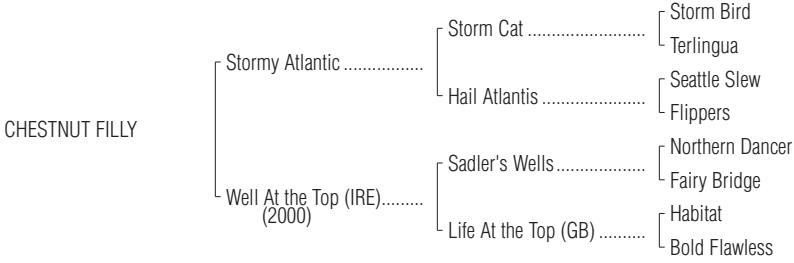 Storm Bird
Storm Cat ..........................
Terlingua
Stormy Atlantic .................
Seattle Slew
Hail Atlantis ......................
Flippers
CHESTNUT FILLY
Northern Dancer
Sadler's Wells...................
Fairy Bridge
Well At the Top (IRE).........
(2000)
Habitat
Life At the Top (GB) ..........
Bold Flawless